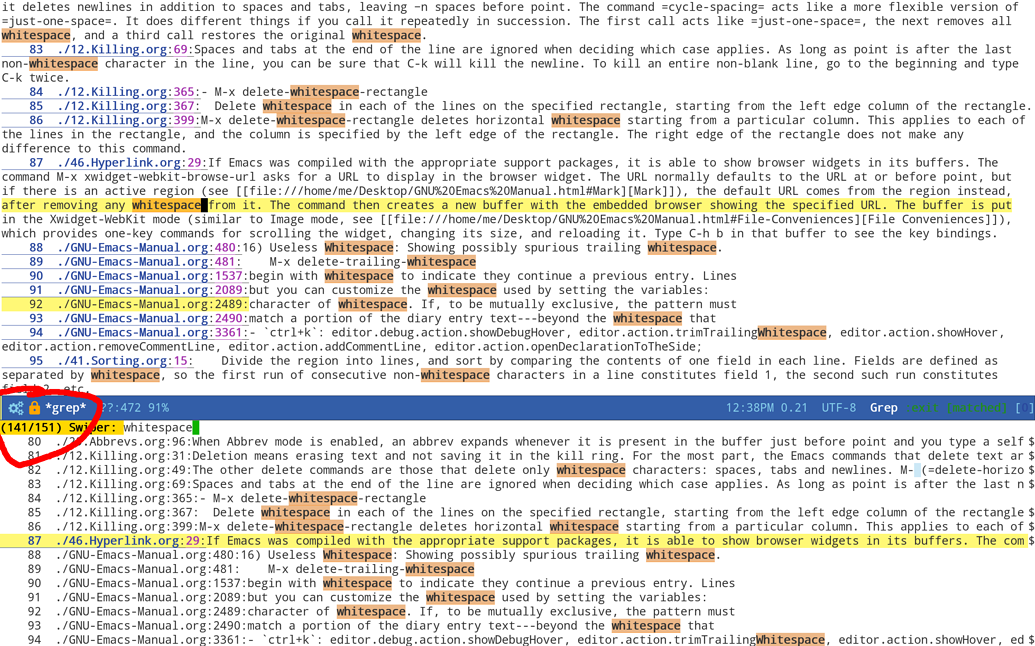 it deletes newlines in addition to spaces and tabs, leaving -n spaces before point. The command =cycle-spacing= acts like a more flexible version of
=just-one-space=. It does different things if you call it repeatedly in succession. The first call acts like =just-one-space=, the next removes all
whitespace, and a third call restores the original whitespace.
83 ./12.Killing.org:69:Spaces and tabs at the end of the line are ignored when deciding which case applies. As long as point is after the last
non-whitespace character in the line, you can be sure that C-k will kill the newline. To kill an entire non-blank line, go to the beginning and type
C-k twice.
84 ./12.Killing.org:365:- M-x delete-whitespace-rectangle
85 ./12.Killing.org:367: Delete whitespace in each of the lines on the specified rectangle, starting from the left edge column of the rectangle.
86 ./12.Killing.org:399:M-x delete-whitespace-rectangle deletes horizontal whitespace starting from a particular column. This applies to each of
the lines in the rectangle, and the column is specified by the left edge of the rectangle. The right edge of the rectangle does not make any
difference to this command.
87 ./46.Hyperlink.org:29:If Emacs was compiled with the appropriate support packages, it is able to show browser widgets in its buffers. The
command M-x xwidget-webkit-browse-url asks for a URL to display in the browser widget. The URL normally defaults to the URL at or before point, but
if there is an active region (see [[file:///home/me/Desktop/GNU%20Emacs%20Manual.html#Mark][Mark]]), the default URL comes from the region instead,
after removing any whitespace from it. The command then creates a new buffer with the embedded browser showing the specified URL. The buffer is put
in the Xwidget-WebKit mode (similar to Image mode, see [[file:///home/me/Desktop/GNU%20Emacs%20Manual.html#File-Conveniences][File Conveniences]]),
which provides one-key commands for scrolling the widget, changing its size, and reloading it. Type C-h b in that buffer to see the key bindings.
88 ./GNU-Emacs-Manual.org:480:16) Useless Whitespace: Showing possibly spurious trailing whitespace.
89 ./GNU-Emacs-Manual.org:481: M-x delete-trailing-whitespace
90 ./GNU-Emacs-Manual.org:1537:begin with whitespace to indicate they continue a previous entry. Lines
91 ./GNU-Emacs-Manual.org:2089:but you can customize the whitespace used by setting the variables:
92 ./GNU-Emacs-Manual.org:2489:character of whitespace. If, to be mutually exclusive, the pattern must
93 ./GNU-Emacs-Manual.org:2490:match a portion of the diary entry text---beyond the whitespace that
94 ./GNU-Emacs-Manual.org:3361:- `ctrl+k`: editor.debug.action.showDebugHover, editor.action.trimTrailingWhitespace, editor.action.showHover,
editor.action.removeCommentLine, editor.action.addCommentLine, editor.action.openDeclarationToTheSide;
95 ./41.Sorting.org:15: Divide the region into lines, and sort by comparing the contents of one field in each line. Fields are defined as
separated by whitespace, so the first run of consecutive non-whitespace characters in a line constitutes field 1, the second such run constitutes
field 2, etc.
*grep* ??:472 91% 12:38PM 0.21 UTF-8 Grep
(141/151) Swiper: whitespace
80 Abbrevs.org:96:When Abbrev mode is enabled, an abbrev expands whenever it is present in the buffer just before point and you type a self $
81 ./12.Killing.org:31:Deletion means erasing text and not saving it in the kill ring. For the most part, the Emacs commands that delete text ar $
82 ./12.Killing.org:49:The other delete commands are those that delete only whitespace characters: spaces, tabs and newlines. M- (=delete-horizo $
83 ./12.Killing.org:69:Spaces and tabs at the end of the line are ignored when deciding which case applies. As long as point is after the last n $
84 ./12.Killing.org:365:- M-x delete-whitespace-rectangle
85 ./12.Killing.org:367: Delete whitespace in each of the lines on the specified rectangle, starting from the left edge column of the rectangle $
86 ./12.Killing.org:399:M-x delete-whitespace-rectangle deletes horizontal whitespace starting from a particular column. This applies to each of $
87 ./46.Hyperlink.org:29:If Emacs was compiled with the appropriate support packages, it is able to show browser widgets in its buffers. The com $
88 ./GNU-Emacs-Manual.org:480:16) Useless Whitespace: Showing possibly spurious trailing whitespace.
89 ./GNU-Emacs-Manual.org:481: M-x delete-trailing-whitespace
90 ./GNU-Emacs-Manual.org:1537:begin with whitespace to indicate they continue a previous entry. Lines
91 ./GNU-Emacs-Manual.org:2089:but you can customize the whitespace used by setting the variables:
92 ./GNU-Emacs-Manual.org:2489:character of whitespace. If, to be mutually exclusive, the pattern must
93 ./GNU-Emacs-Manual.org:2490:match a portion of the diary entry text---beyond the whitespace that
94 ./GNU-Emacs-Manual.org:3361:- `ctrl+k`: editor.debug.action.showDebugHover, editor.action.trimTrailingWhitespace, editor.action.showHover, ed $